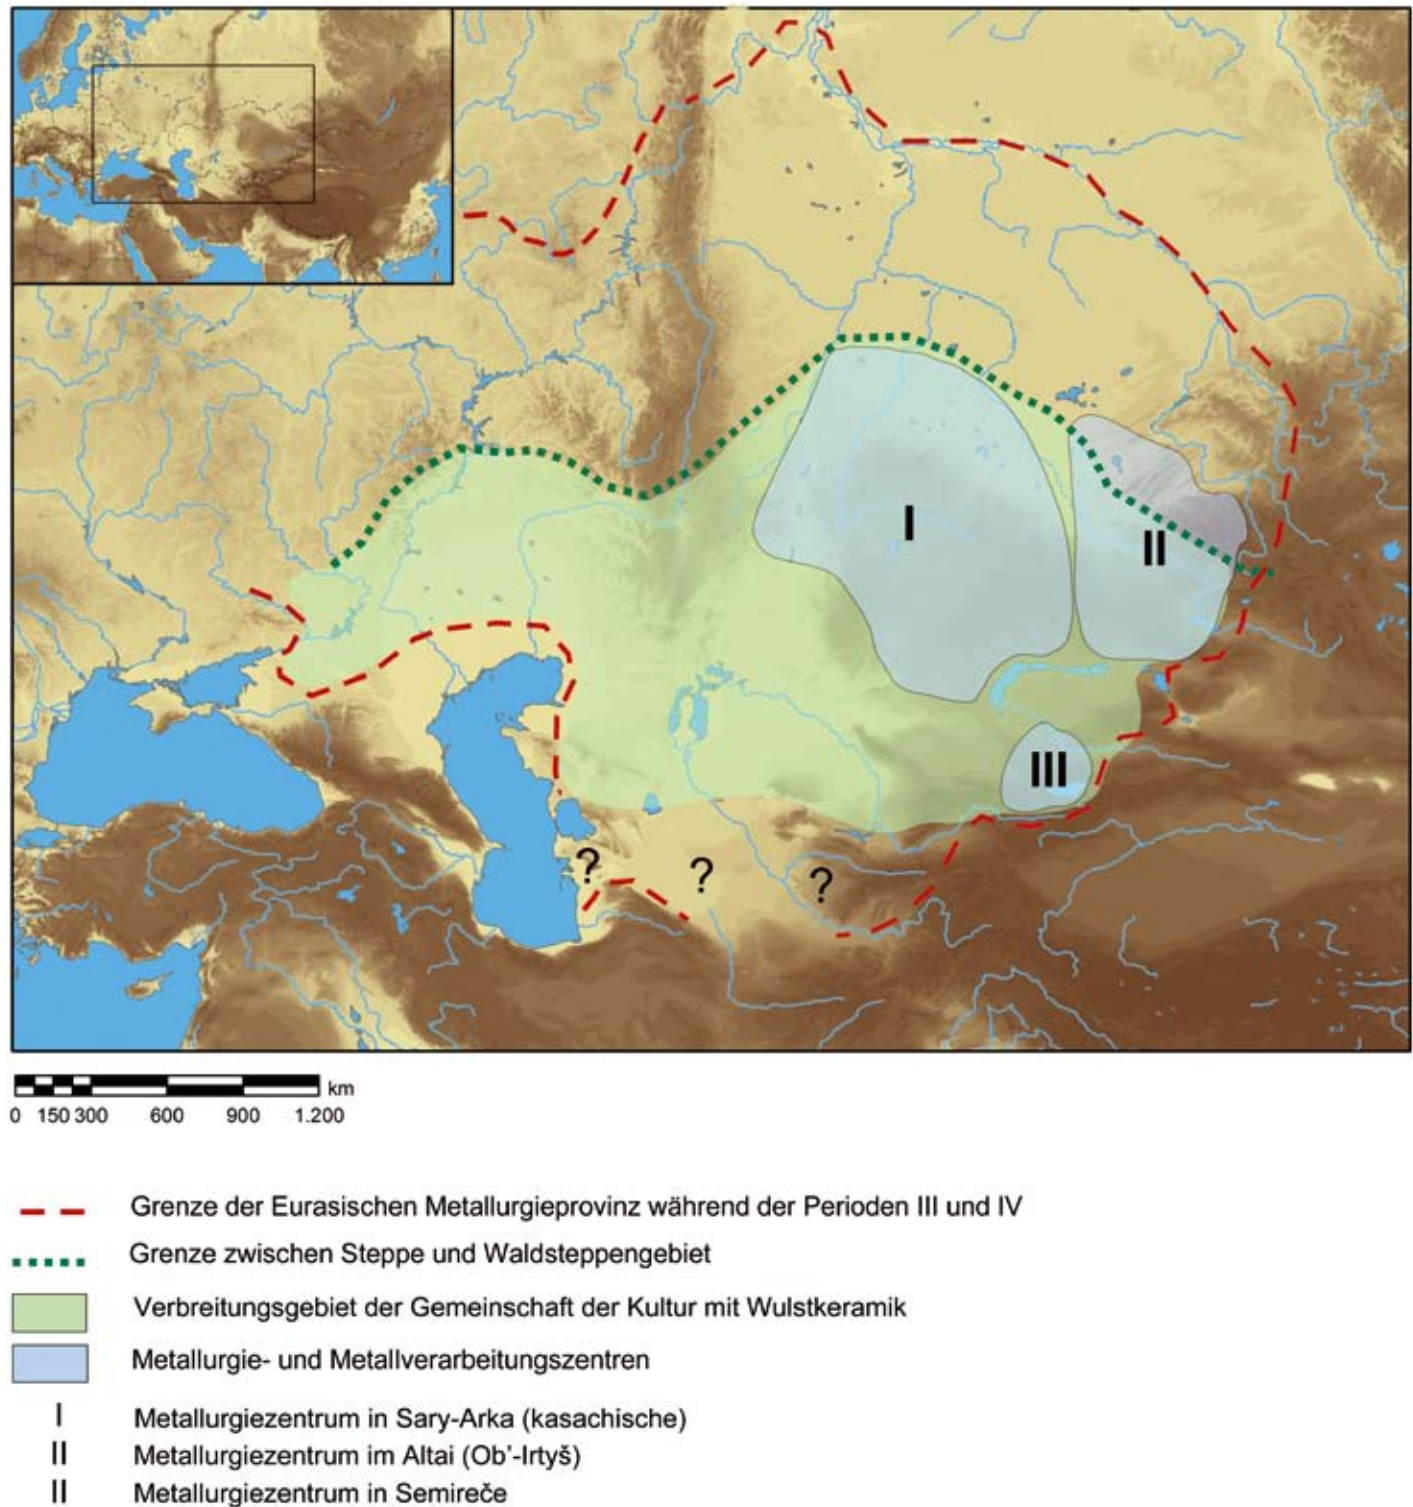 I
II
III
? ? ?
km
0 150 300 600 900 1.200
Grenze der Eurasischen Metallurgieprovinz während der Perioden III und IV
Grenze zwischen Steppe und Waldsteppengebiet
Verbreitungsgebiet der Gemeinschaft der Kultur mit Wulstkeramik
Metallurgie- und Metallverarbeitungszentren
I Metallurgiezentrum in Sary-Arka (kasachische)
II Metallurgiezentrum im Altai (Ob’-Irtyš)
II Metallurgiezentrum in Semireče